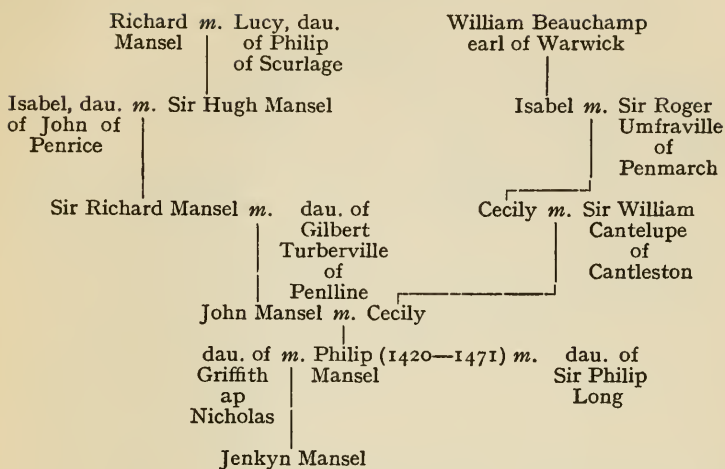 Richard m. Lucy, dau. William Beauchamp
Mansel of Philip earl of Warwick
of Scurlage
Isabel, dau. m. Sir Hugh Mansel Isabel m. Sir Roger
of John of Umfraville
Penrice of
Penmarch
Sir Richard Mansel m. dau. of Cecily m. Sir William
Gilbert Cantelupe
Turberville of
of Cantleston
Penlline
John Mansel m. Cecily
dau. of m. Philip (1420—1471) m. dau. of
Griffith Mansel Sir Philip
ap Long
Nicholas
Jenkyn Mansel